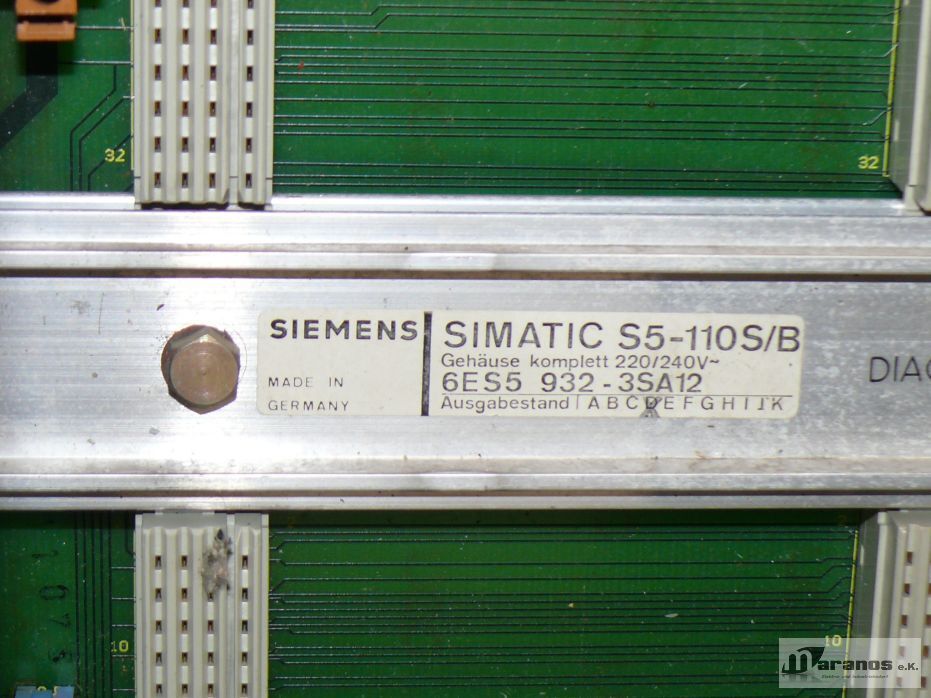 32
32
SIEMENS
SIMATIC S5-110S/B
Gehäuse komplett 220/240V~
MADE IN
6ES5 932-3SA12
GERMANY
Ausgabestand A B C D E F G H I J K
DIAG
10
10
Maranos e.K.